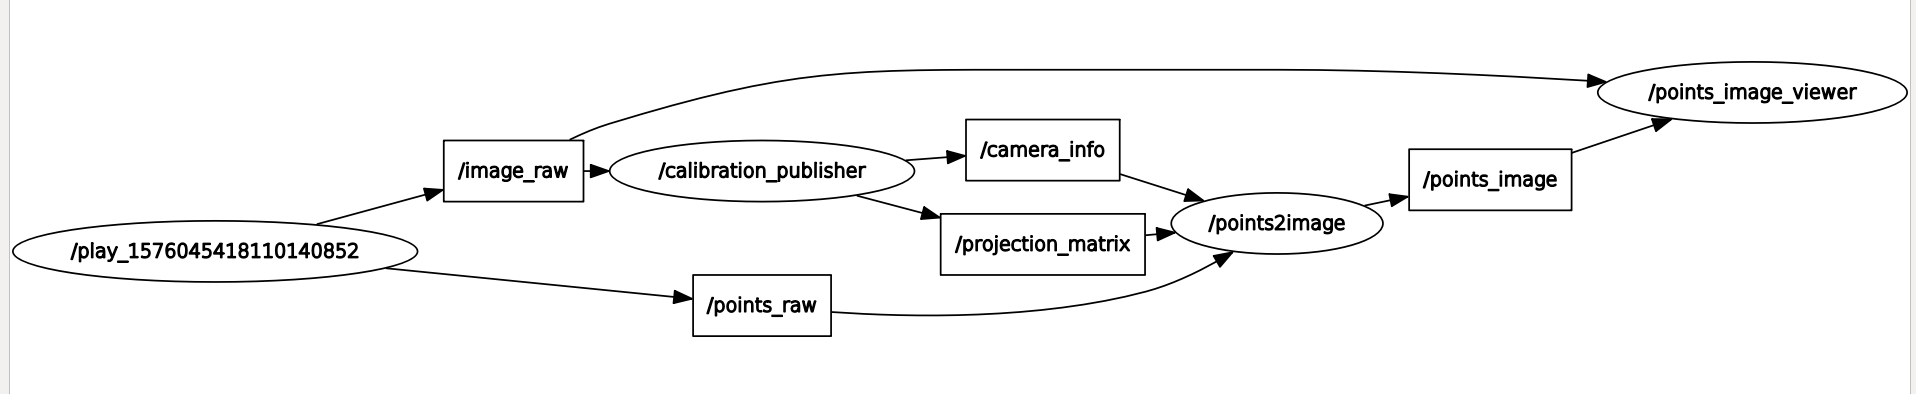 /points_image_viewer
/camera_info
/image_raw
/calibration_publisher
/points_image
/points2image
/projection_matrix
/play_1576045418110140852
/points_raw